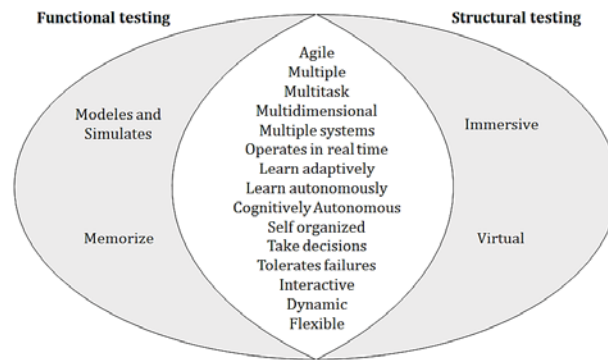 Functional testing
Structural testing
Modeles and
Simulates
Memorize
Agile
Multiple
Multitask
Multidimensional
Multiple systems
Operates in real time
Learn adaptively
Learn autonomously
Cognitively Autonomous
Self organized
Take decisions
Tolerates failures
Interactive
Dynamic
Flexible
Immersive
Virtual